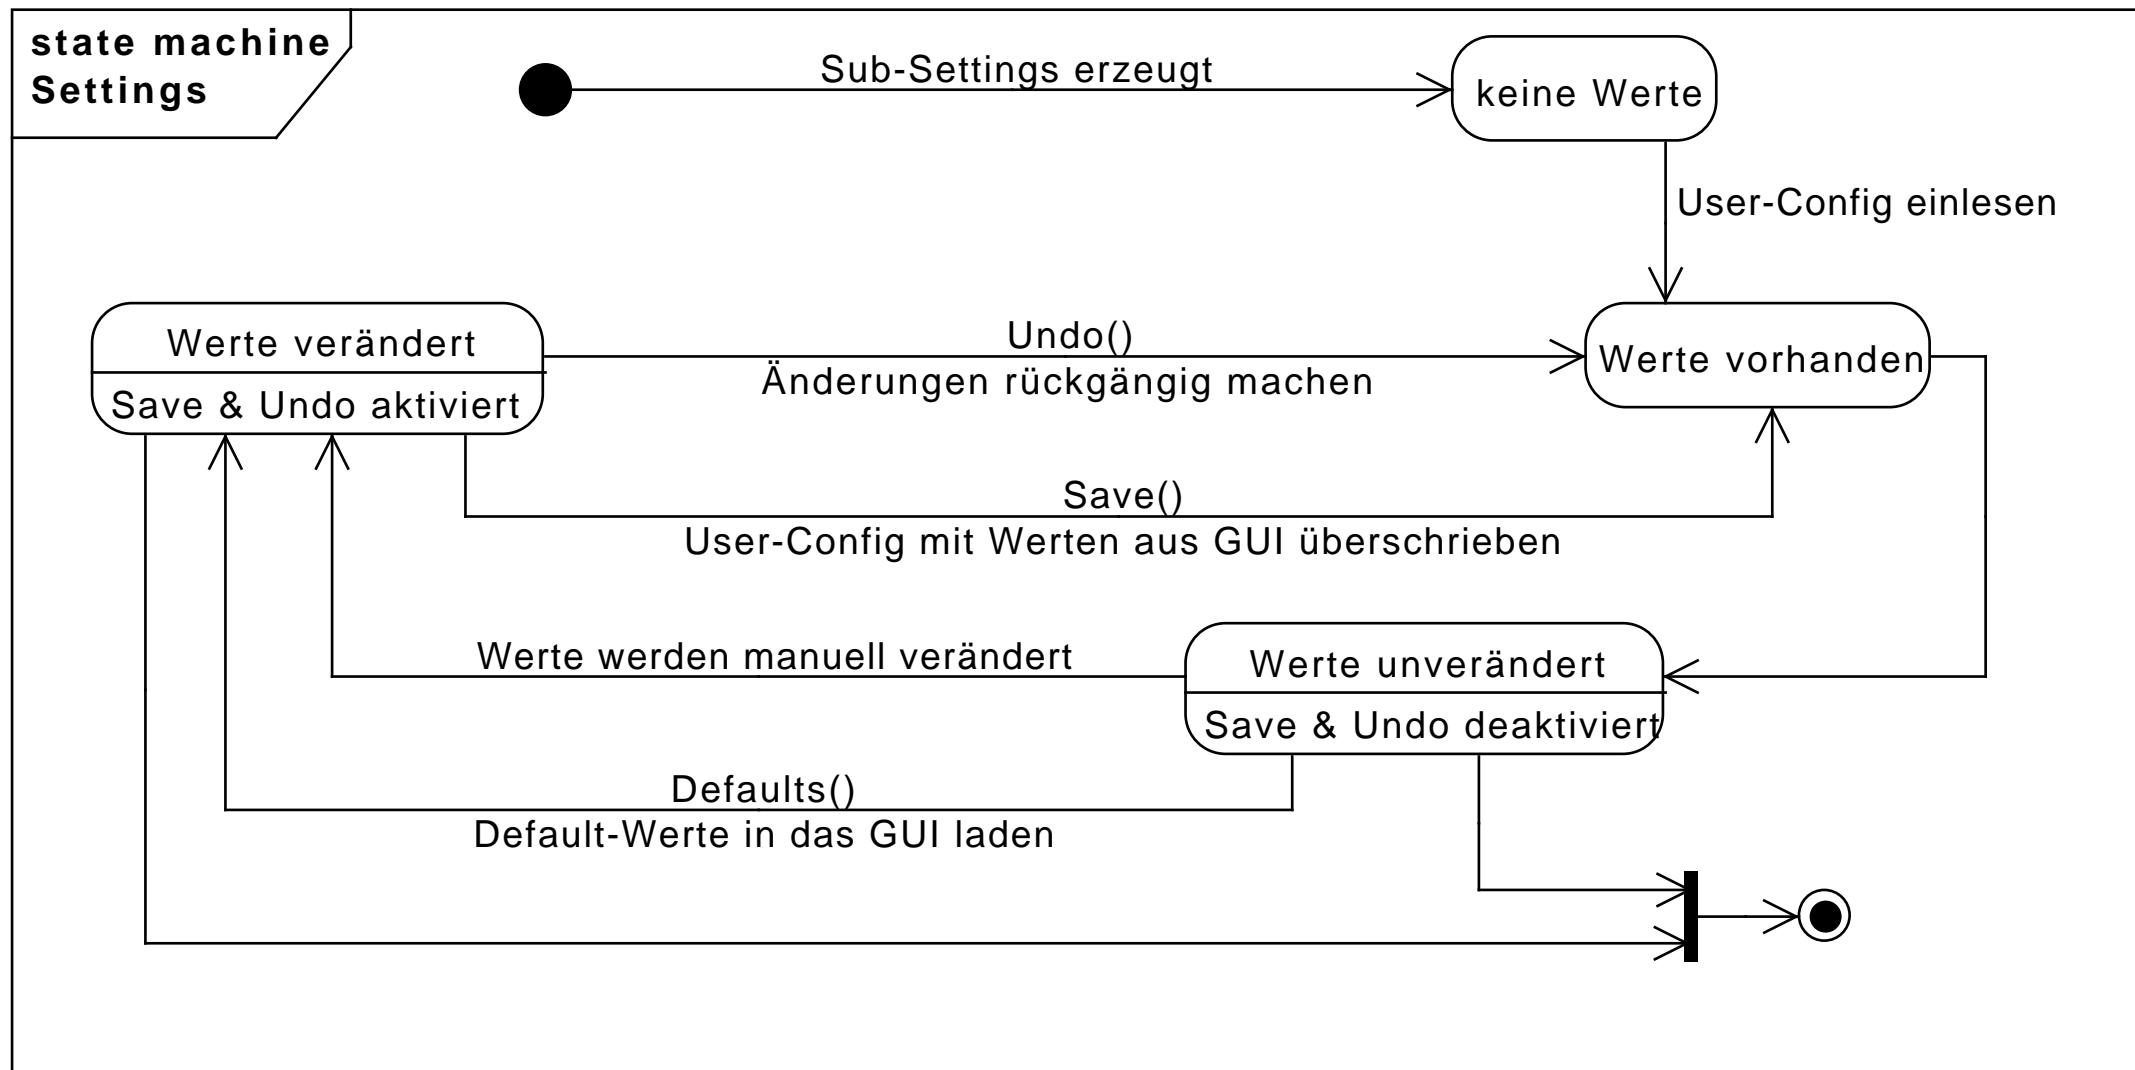 state machine
Settings
Sub-Settings erzeugt
keine Werte
User-Config einlesen
Werte verändert
Save & Undo aktiviert
Undo()
Änderungen rückgängig machen
Werte vorhanden
Save()
User-Config mit Werten aus GUI überschrieben
Werte werden manuell verändert
Werte unverändert
Save & Undo deaktiviert
Defaults()
Default-Werte in das GUI laden